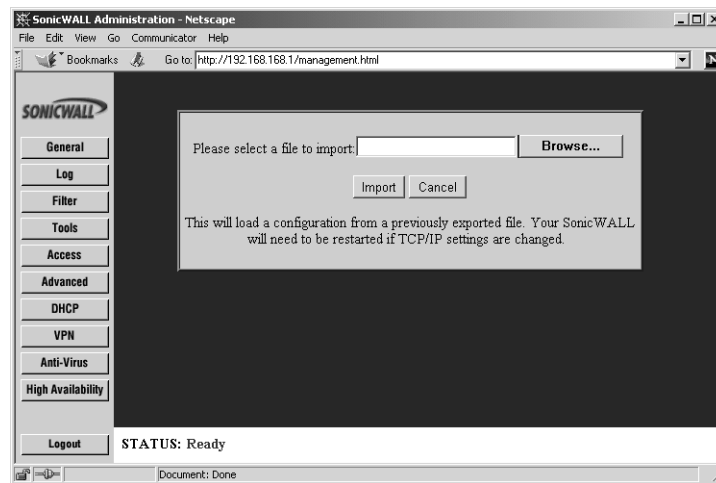 SonicWALL Administration - Netscape
File Edit View Go Communicator Help
Bookmarks Go to: http://192.168.168.1/management.html
SONICWALL
General
Log
Filter
Tools
Access
Advanced
DHCP
VPN
Anti-Virus
High Availability
Logout
Please select a file to import: Browse...
Import Cancel
This will load a configuration from a previously exported file. Your SonicWALL
will need to be restarted if TCP/IP settings are changed.
STATUS: Ready
Document: Done